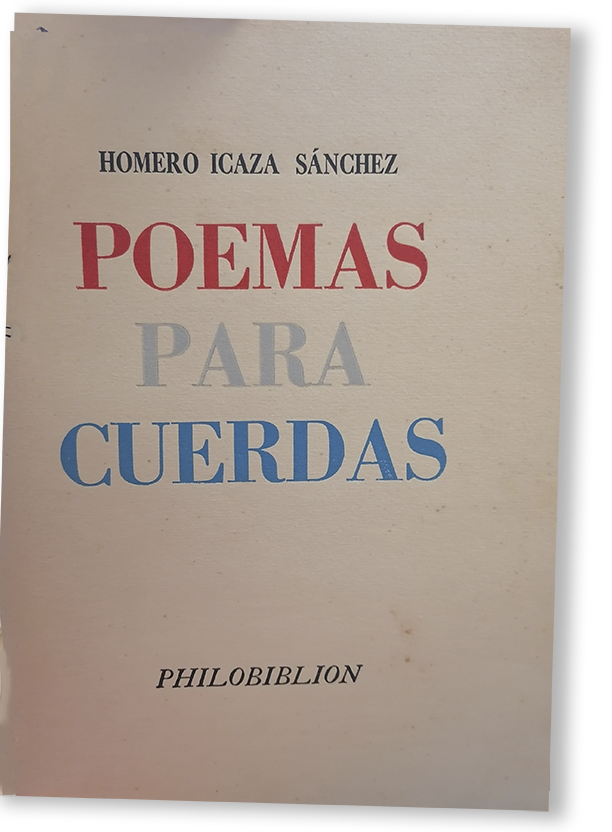 HOMERO ICAZA SÁNCHEZ
POEMAS
PARA
CUERDAS
PHILOBIBLION